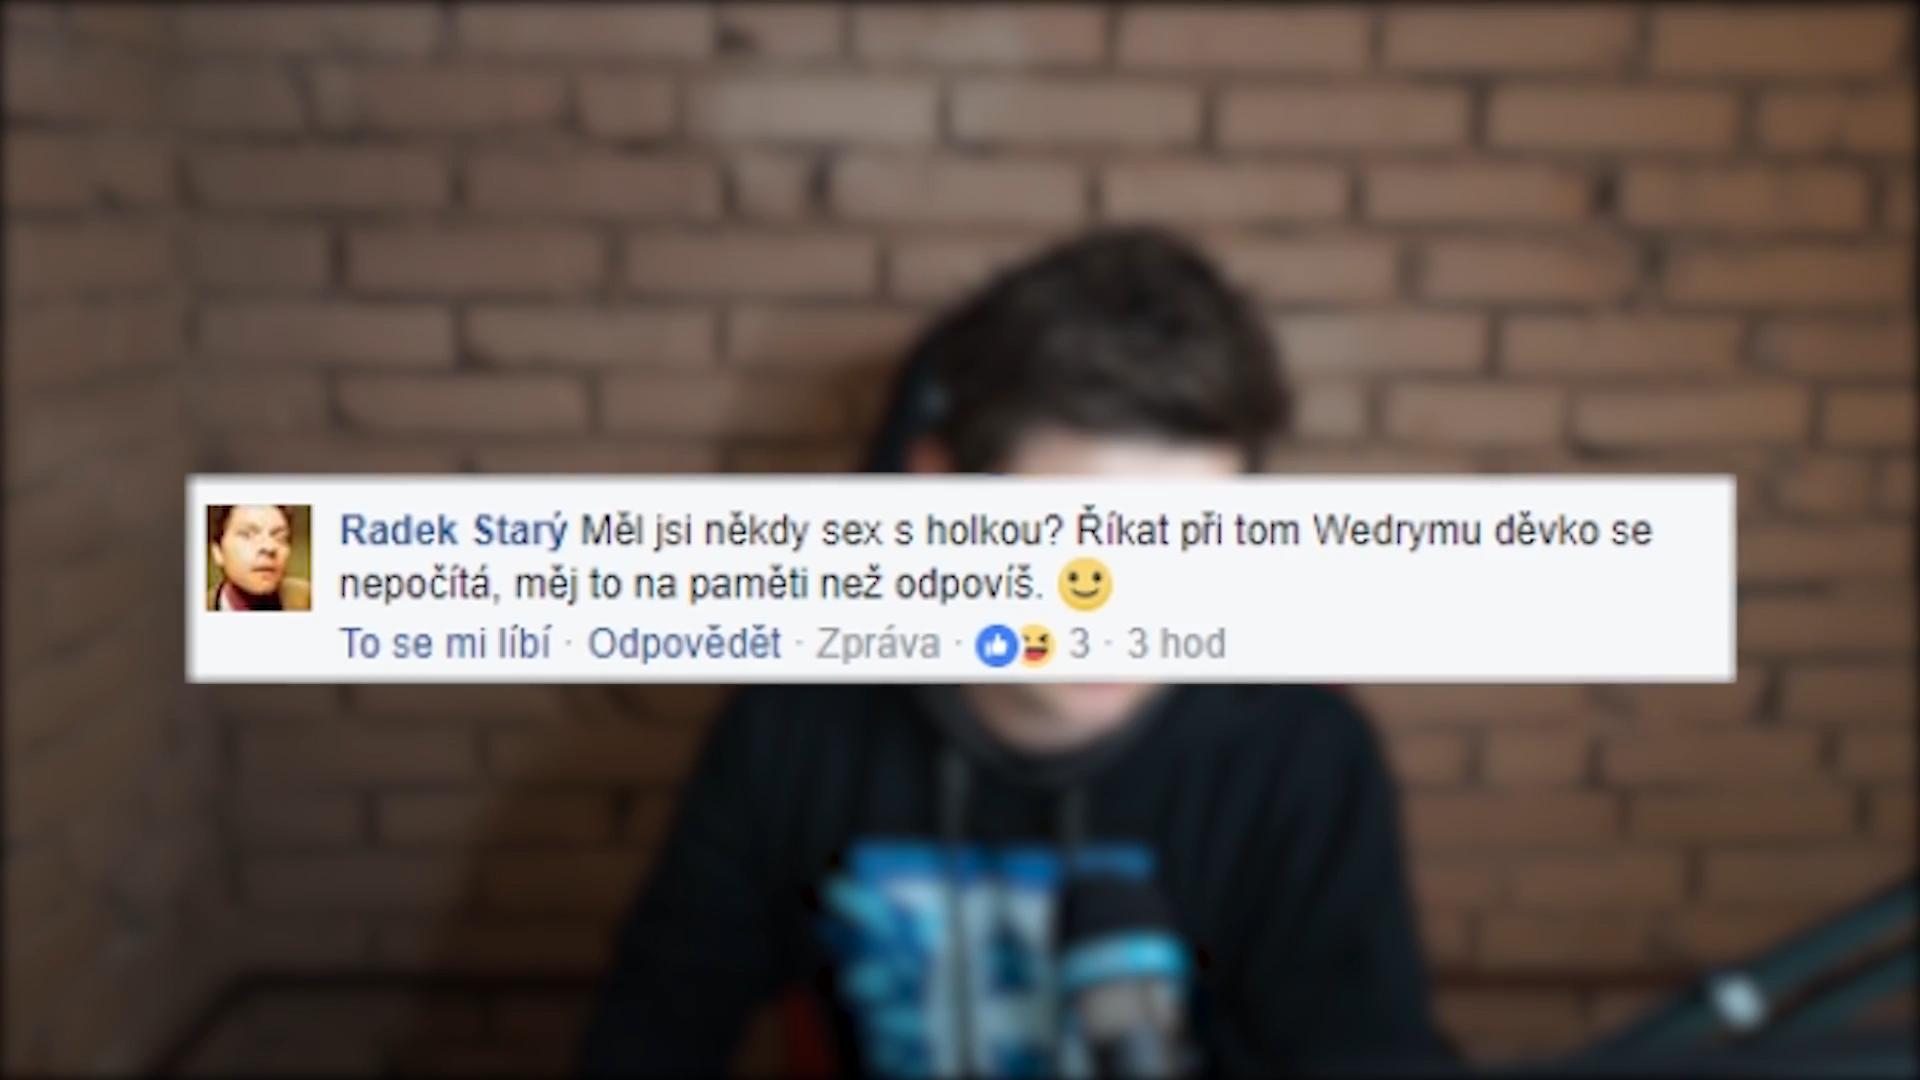 Radek Starý Měl jsi někdy sex s holkou? Říkat při tom Wedrymu děvko se
nepočítá, měj to na paměti než odpovíš.
To se mi líbí · Odpovědět · Zpráva · 3 · 3 hod